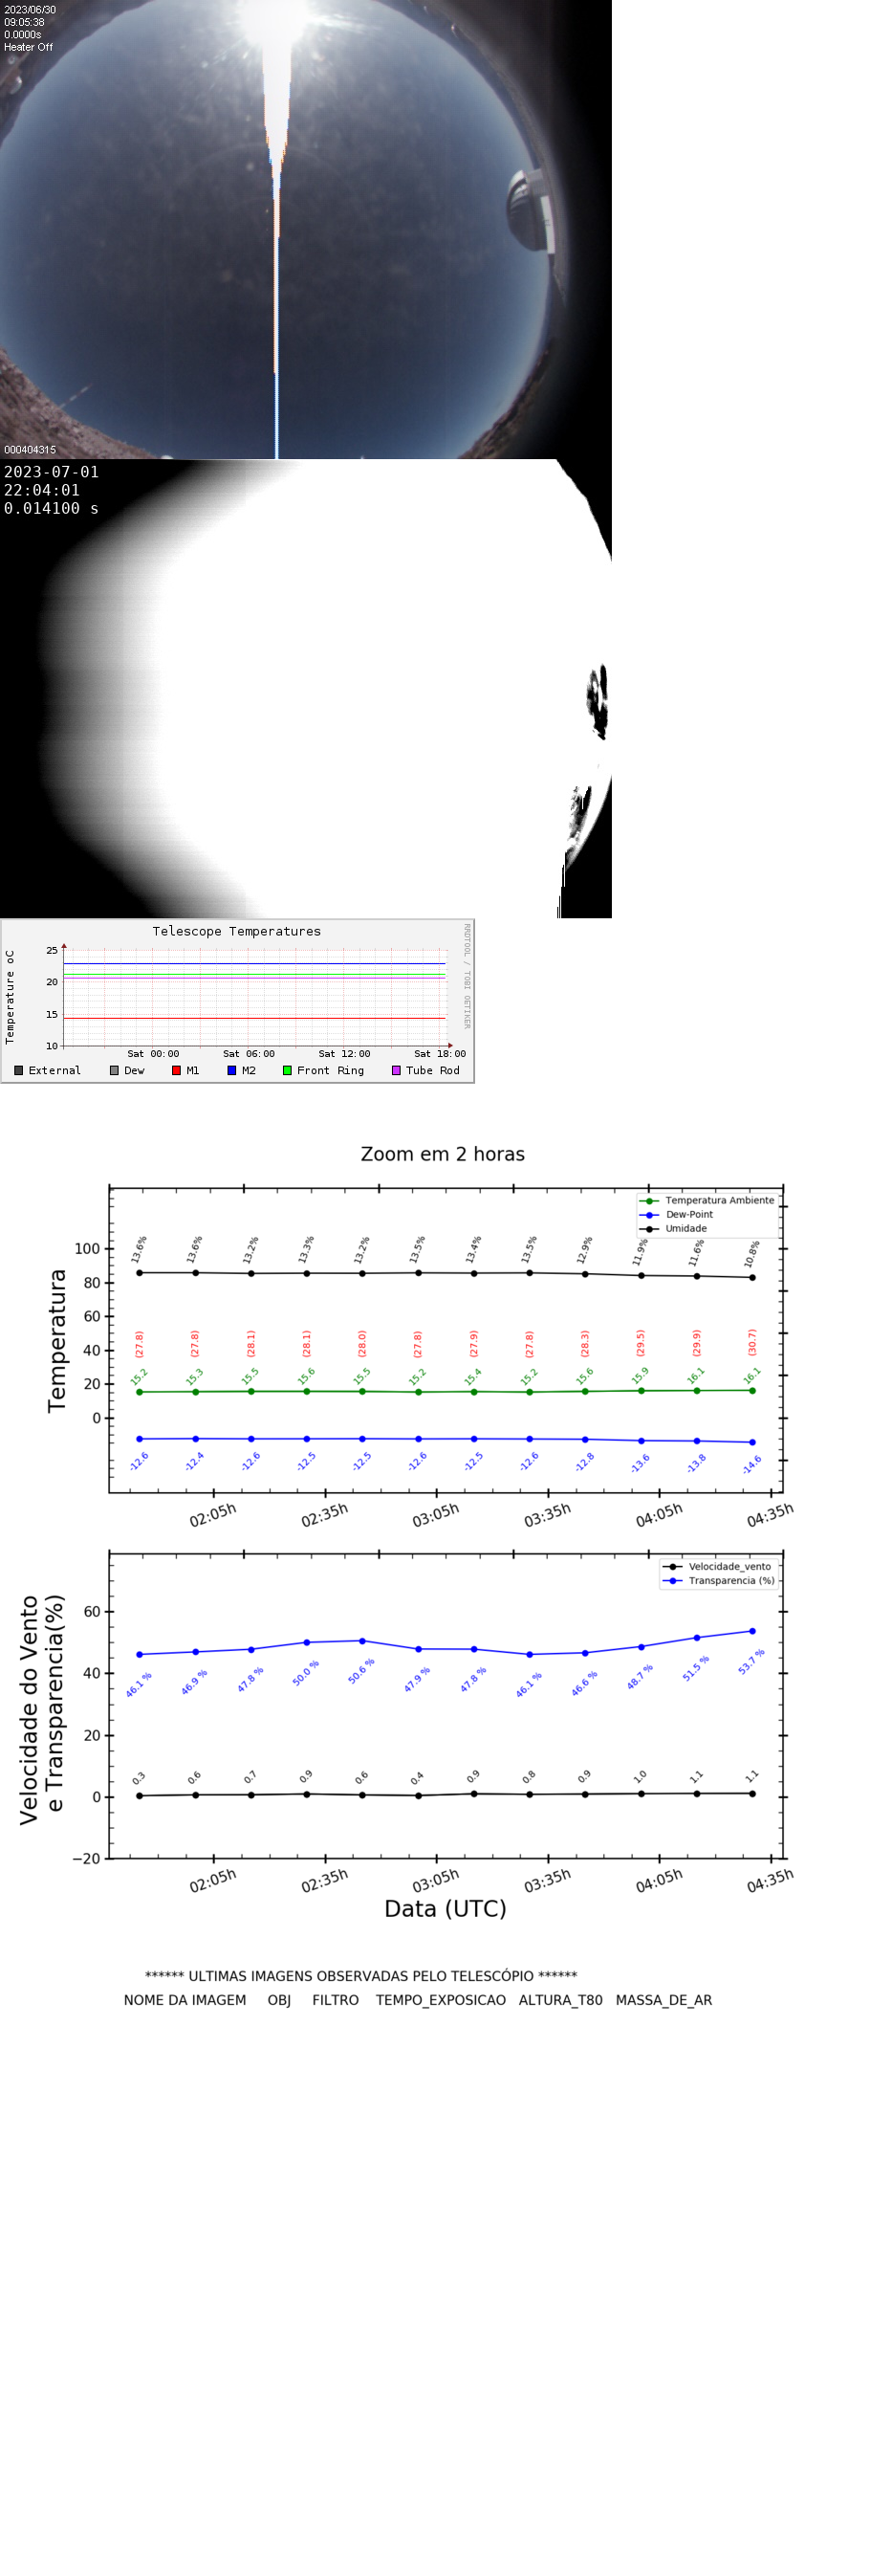 2023/06/30
09:05:38
0.0000s
Heater Off
000404315
2023-07-01
22:04:01
0.014100 s
Telescope Temperatures
RRDTOOL / TOBI OETIKER
Temperature oC
25
20
15
10
Sat 00:00 Sat 06:00 Sat 12:00 Sat 18:00
External Dew M1 M2 Front Ring Tube Rod
Zoom em 2 horas
Temperatura Ambiente
Dew-Point
Umidade
Temperatura
100
80
60
40
20
0
13.6% 13.6% 13.2% 13.3% 13.2% 13.5% 13.4% 13.5% 12.9% 11.9% 11.6% 10.8%
(27.8) (27.8) (28.1) (28.1) (28.0) (27.8) (27.9) (27.8) (28.3) (29.5) (29.9) (30.7)
15.2 15.3 15.5 15.6 15.5 15.2 15.4 15.2 15.6 15.9 16.1 16.1
-12.6 -12.4 -12.6 -12.5 -12.5 -12.6 -12.5 -12.6 -12.8 -13.6 -13.8 -14.6
02:05h 02:35h 03:05h 03:35h 04:05h 04:35h
Velocidade_vento
Transparencia (%)
Velocidade do Vento
e Transparencia(%)
60
40
20
0
−20
46.1 % 46.9 % 47.8 % 50.0 % 50.6 % 47.9 % 47.8 % 46.1 % 46.6 % 48.7 % 51.5 % 53.7 %
0.3 0.6 0.7 0.9 0.6 0.4 0.9 0.8 0.9 1.0 1.1 1.1
02:05h 02:35h 03:05h 03:35h 04:05h 04:35h
Data (UTC)
****** ULTIMAS IMAGENS OBSERVADAS PELO TELESCÓPIO ******
NOME DA IMAGEM OBJ FILTRO TEMPO_EXPOSICAO ALTURA_T80 MASSA_DE_AR